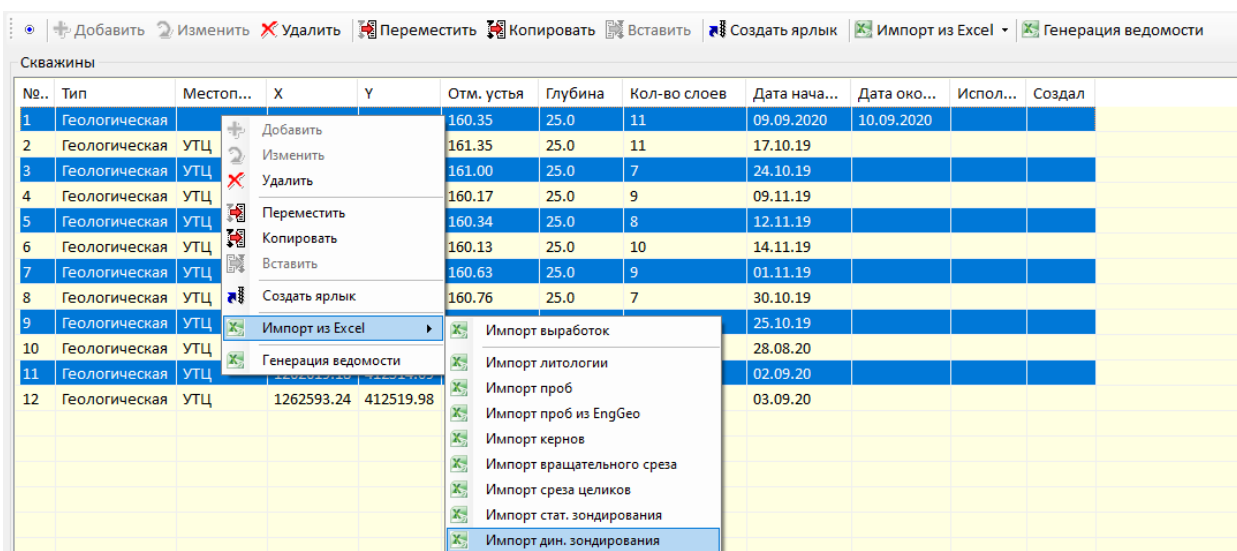 Добавить Изменить Удалить Переместить Копировать Вставить Создать ярлык Импорт из Excel Генерация ведомости
Скважины
№.. Тип Местоп... X Y Отм. устья Глубина Кол-во слоев Дата нача... Дата око... Испол... Создал
1 Геологическая 160.35 25.0 11 09.09.2020 10.09.2020
2 Геологическая УТЦ 161.35 25.0 11 17.10.19
3 Геологическая УТЦ 161.00 25.0 7 24.10.19
4 Геологическая УТЦ 160.17 25.0 9 09.11.19
5 Геологическая УТЦ 160.34 25.0 8 12.11.19
6 Геологическая УТЦ 160.13 25.0 10 14.11.19
7 Геологическая УТЦ 160.63 25.0 9 01.11.19
8 Геологическая УТЦ 160.76 25.0 7 30.10.19
9 Геологическая УТЦ 25.10.19
10 Геологическая УТЦ 28.08.20
11 Геологическая УТЦ 02.09.20
12 Геологическая УТЦ 1262593.24 412519.98 03.09.20
Добавить
Изменить
Удалить
Переместить
Копировать
Вставить
Создать ярлык
Импорт из Excel
Генерация ведомости
Импорт выработок
Импорт литологии
Импорт проб
Импорт проб из EngGeo
Импорт кернов
Импорт вращательного среза
Импорт среза целиков
Импорт стат. зондирования
Импорт дин. зондирования